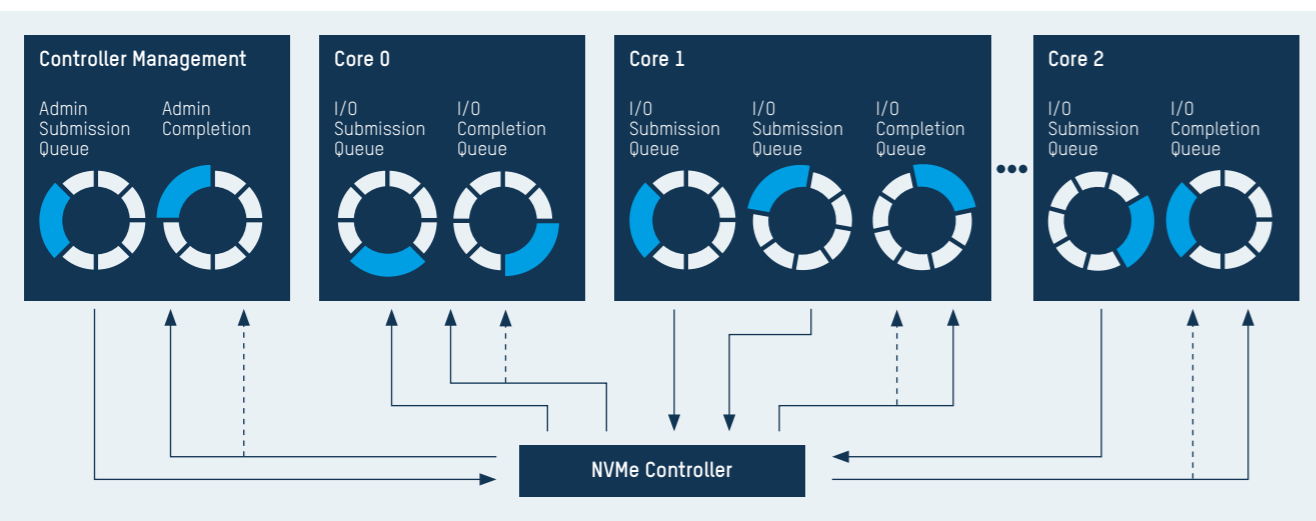 Controller Management
Admin
Submission
Queue
Admin
Completion
Core 0
I/O
Submission
Queue
I/O
Completion
Queue
Core 1
I/O
Submission
Queue
I/O
Submission
Queue
I/O
Completion
Queue
Core 2
I/O
Submission
Queue
I/O
Completion
Queue
NVMe Controller